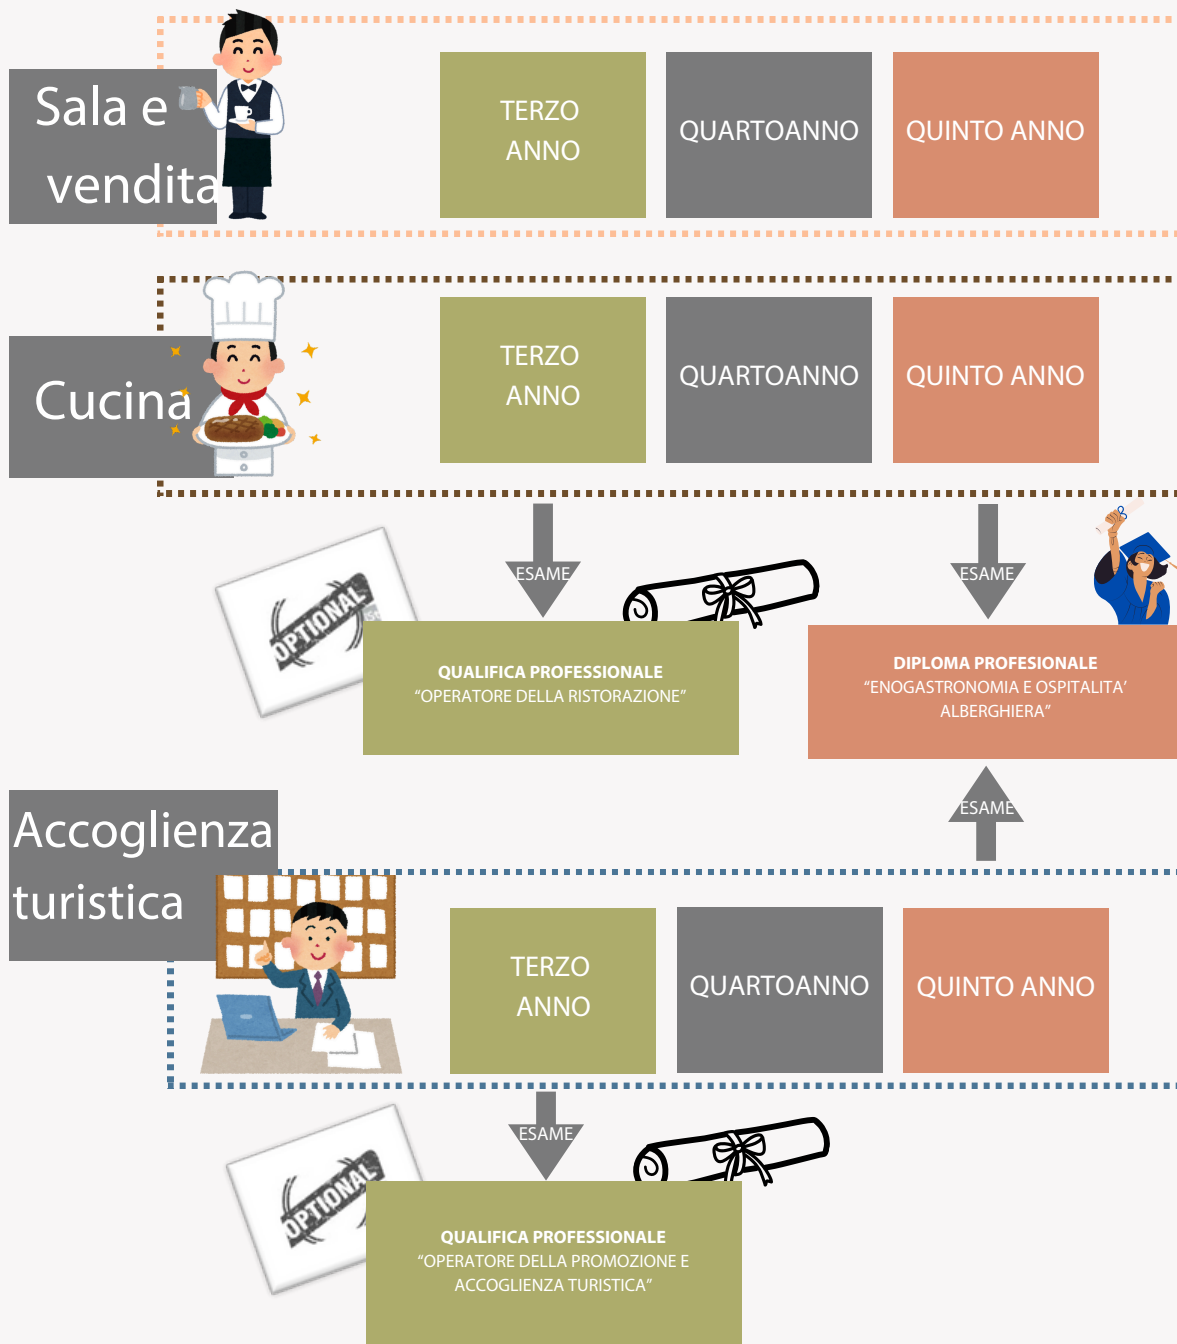 Sala e
vendita
TERZO
ANNO
QUARTOANNO
QUINTO ANNO
Cucina
TERZO
ANNO
QUARTOANNO
QUINTO ANNO
ESAME
ESAME
OPTIONAL
QUALIFICA PROFESSIONALE
“OPERATORE DELLA RISTORAZIONE”
DIPLOMA PROFESIONALE
“ENOGASTRONOMIA E OSPITALITA’
ALBERGHIERA”
ESAME
Accoglienza
turistica
TERZO
ANNO
QUARTOANNO
QUINTO ANNO
ESAME
OPTIONAL
QUALIFICA PROFESSIONALE
“OPERATORE DELLA PROMOZIONE E
ACCOGLIENZA TURISTICA”